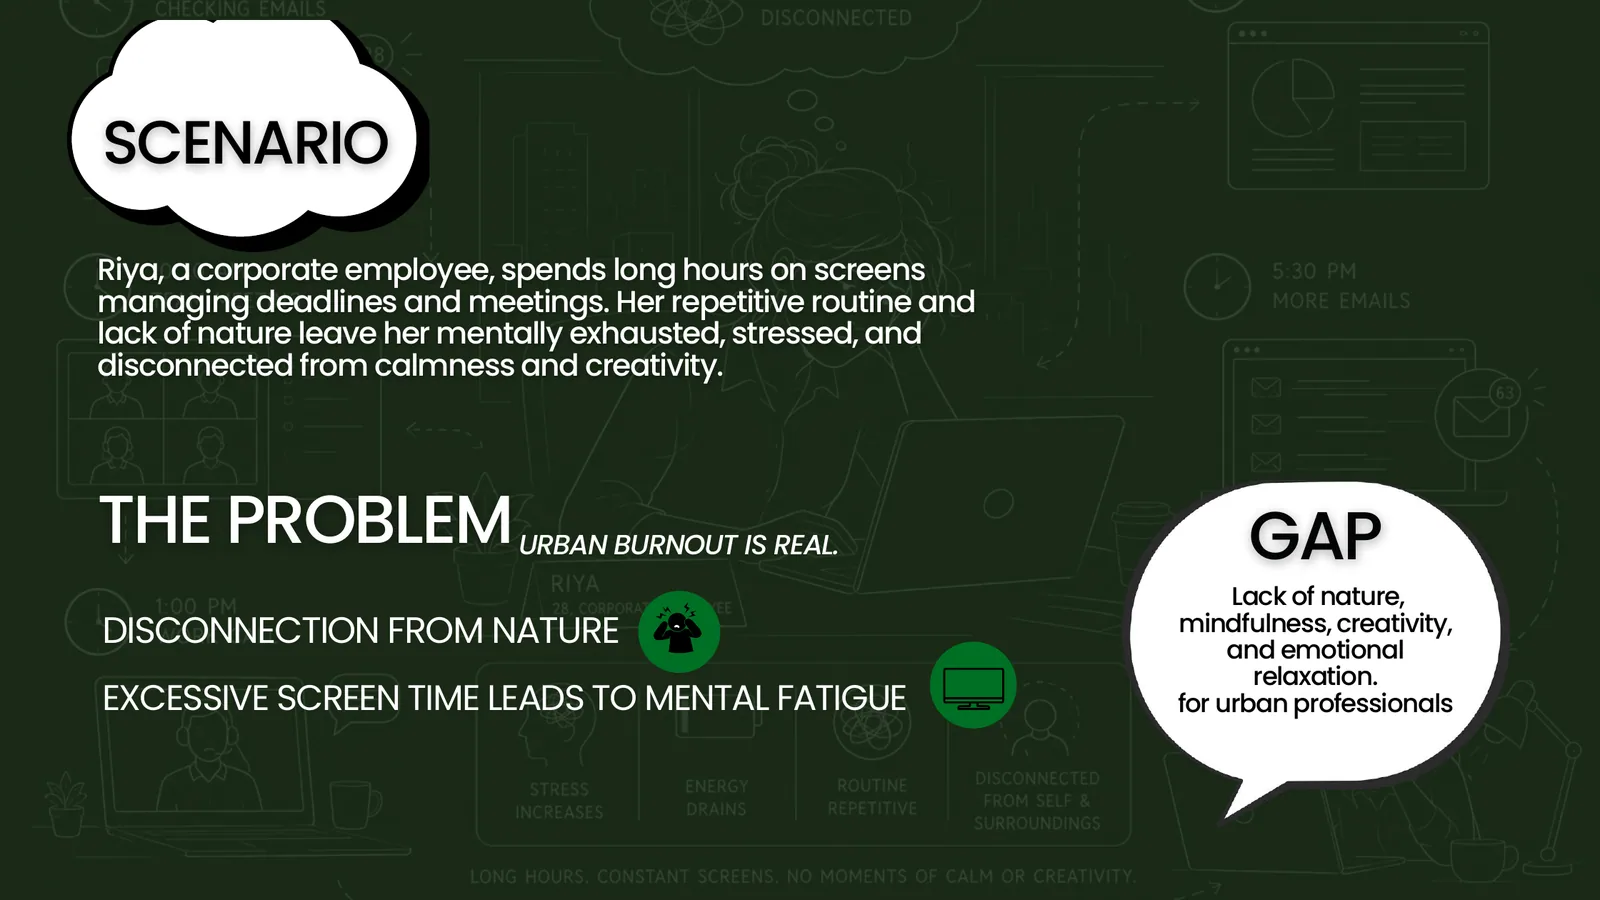 CHECKING EMAILS
DISCONNECTED
SCENARIO
Riya, a corporate employee, spends long hours on screens
managing deadlines and meetings. Her repetitive routine and
lack of nature leave her mentally exhausted, stressed, and
disconnected from calmness and creativity.
5:30 PM
MORE EMAILS
63
THE PROBLEM
URBAN BURNOUT IS REAL.
RIYA
28, CORPORATE
1:00 PM
DISCONNECTION FROM NATURE
EXCESSIVE SCREEN TIME LEADS TO MENTAL FATIGUE
GAP
Lack of nature,
mindfulness, creativity,
and emotional
relaxation.
for urban professionals
STRESS
INCREASES
ENERGY
DRAINS
ROUTINE
REPETITIVE
DISCONNECTED
FROM SELF &
SURROUNDINGS
LONG HOURS. CONSTANT SCREENS. NO MOMENTS OF CALM OR CREATIVITY.